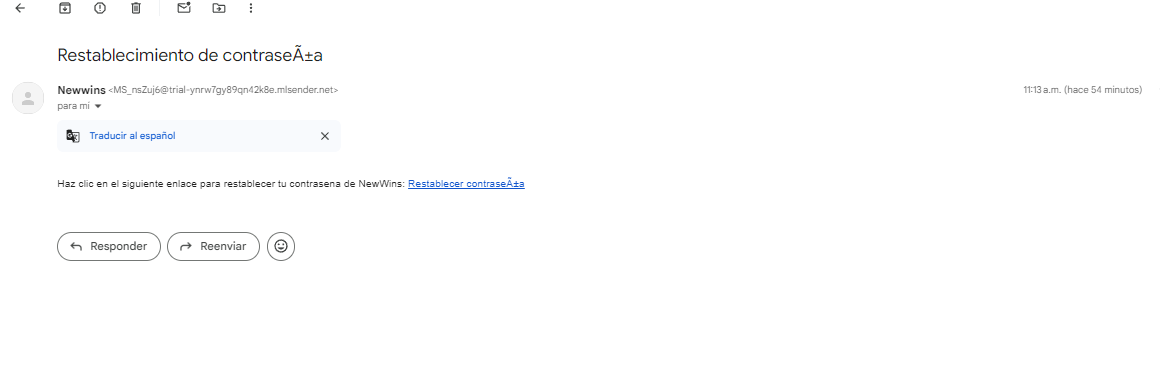 Restablecimiento de contraseÃ±a
Newwins <MS_nsZuj6@trial-ynrw7gy89qn42k8e.mlsender.net>
11:13 a.m. (hace 54 minutos)
para mí
Traducir al español
Haz clic en el siguiente enlace para restablecer tu contrasena de NewWins: Restablecer contraseÃ±a
Responder
Reenviar